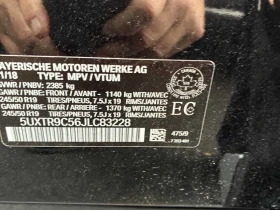 AYERISCHE MOTOREN WERKE AG
1/18 TYPE: MPV / VTUM
GVWR / PNBV: 2385 kg
GAWR / PNBE: FRONT / AVANT - 1140 kg WITH/AVEC
245/50 R19 TIRES/PNEUS, 7.5J x 19 RIMS/JANTES
GAWR / PNBE: REAR / ARRIERE - 1370 kg WITH/AVEC
245/50 R19 TIRES/PNEUS, 7.5J x 19 RIMS/JANTES
EC
5UXTR9C56JLC83228
475/9